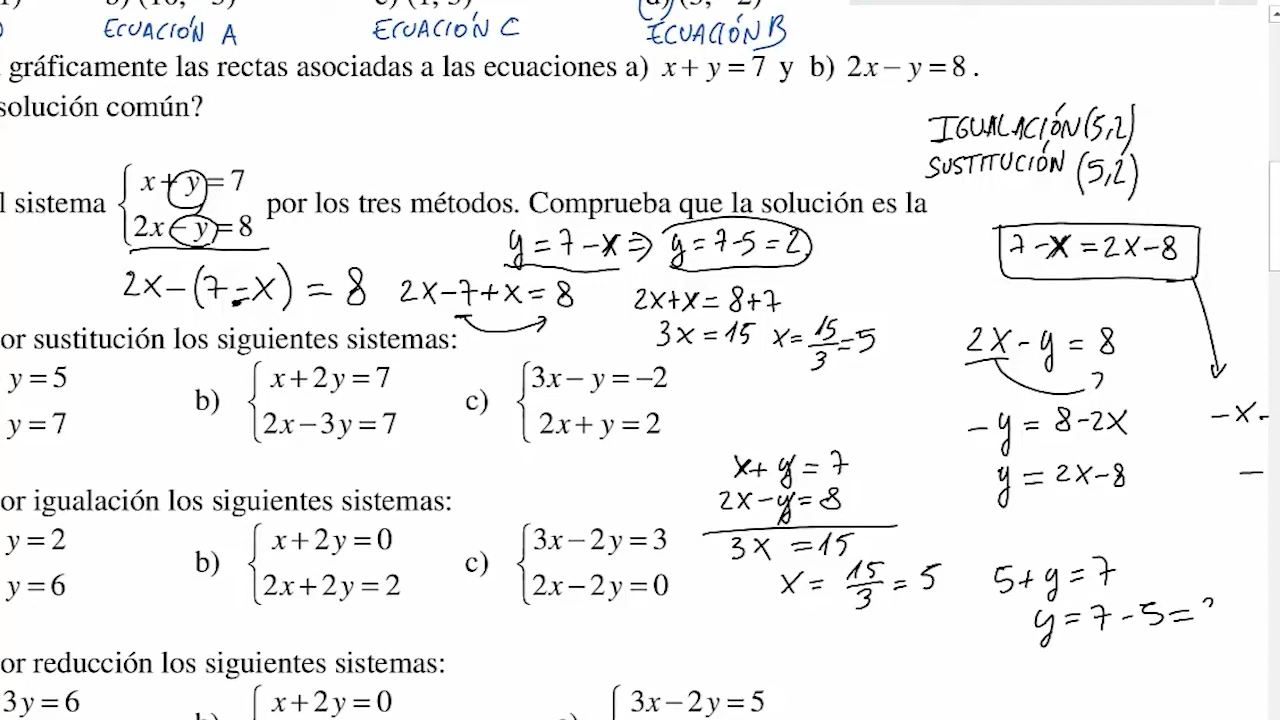 ECUACIÓN A ECUACIÓN C ECUACIÓN B
gráficamente las rectas asociadas a las ecuaciones a) x + y = 7 y b) 2x − y = 8.
solución común?
IGUALACIÓN (5,2)
SUSTITUCIÓN (5,2)
l sistema { x + y = 7
2x − y = 8 por los tres métodos. Comprueba que la solución es la
y = 7 − x ⇒ y = 7 − 5 = 2
7 − x = 2x − 8
2x − (7 − x) = 8 2x − 7 + x = 8 2x + x = 8 + 7
3x = 15 x = 15/3 = 5
2x − y = 8
− y = 8 − 2x − x −
y = 2x − 8 −
or sustitución los siguientes sistemas:
y = 5 b) { x + 2y = 7 c) { 3x − y = −2
y = 7 2x − 3y = 7 2x + y = 2
x + y = 7
2x − y = 8
3x = 15
x = 15/3 = 5
5 + y = 7
y = 7 − 5 =
or igualación los siguientes sistemas:
y = 2 b) { x + 2y = 0 c) { 3x − 2y = 3
y = 6 2x + 2y = 2 2x − 2y = 0
or reducción los siguientes sistemas:
3y = 6 { x + 2y = 0 { 3x − 2y = 5